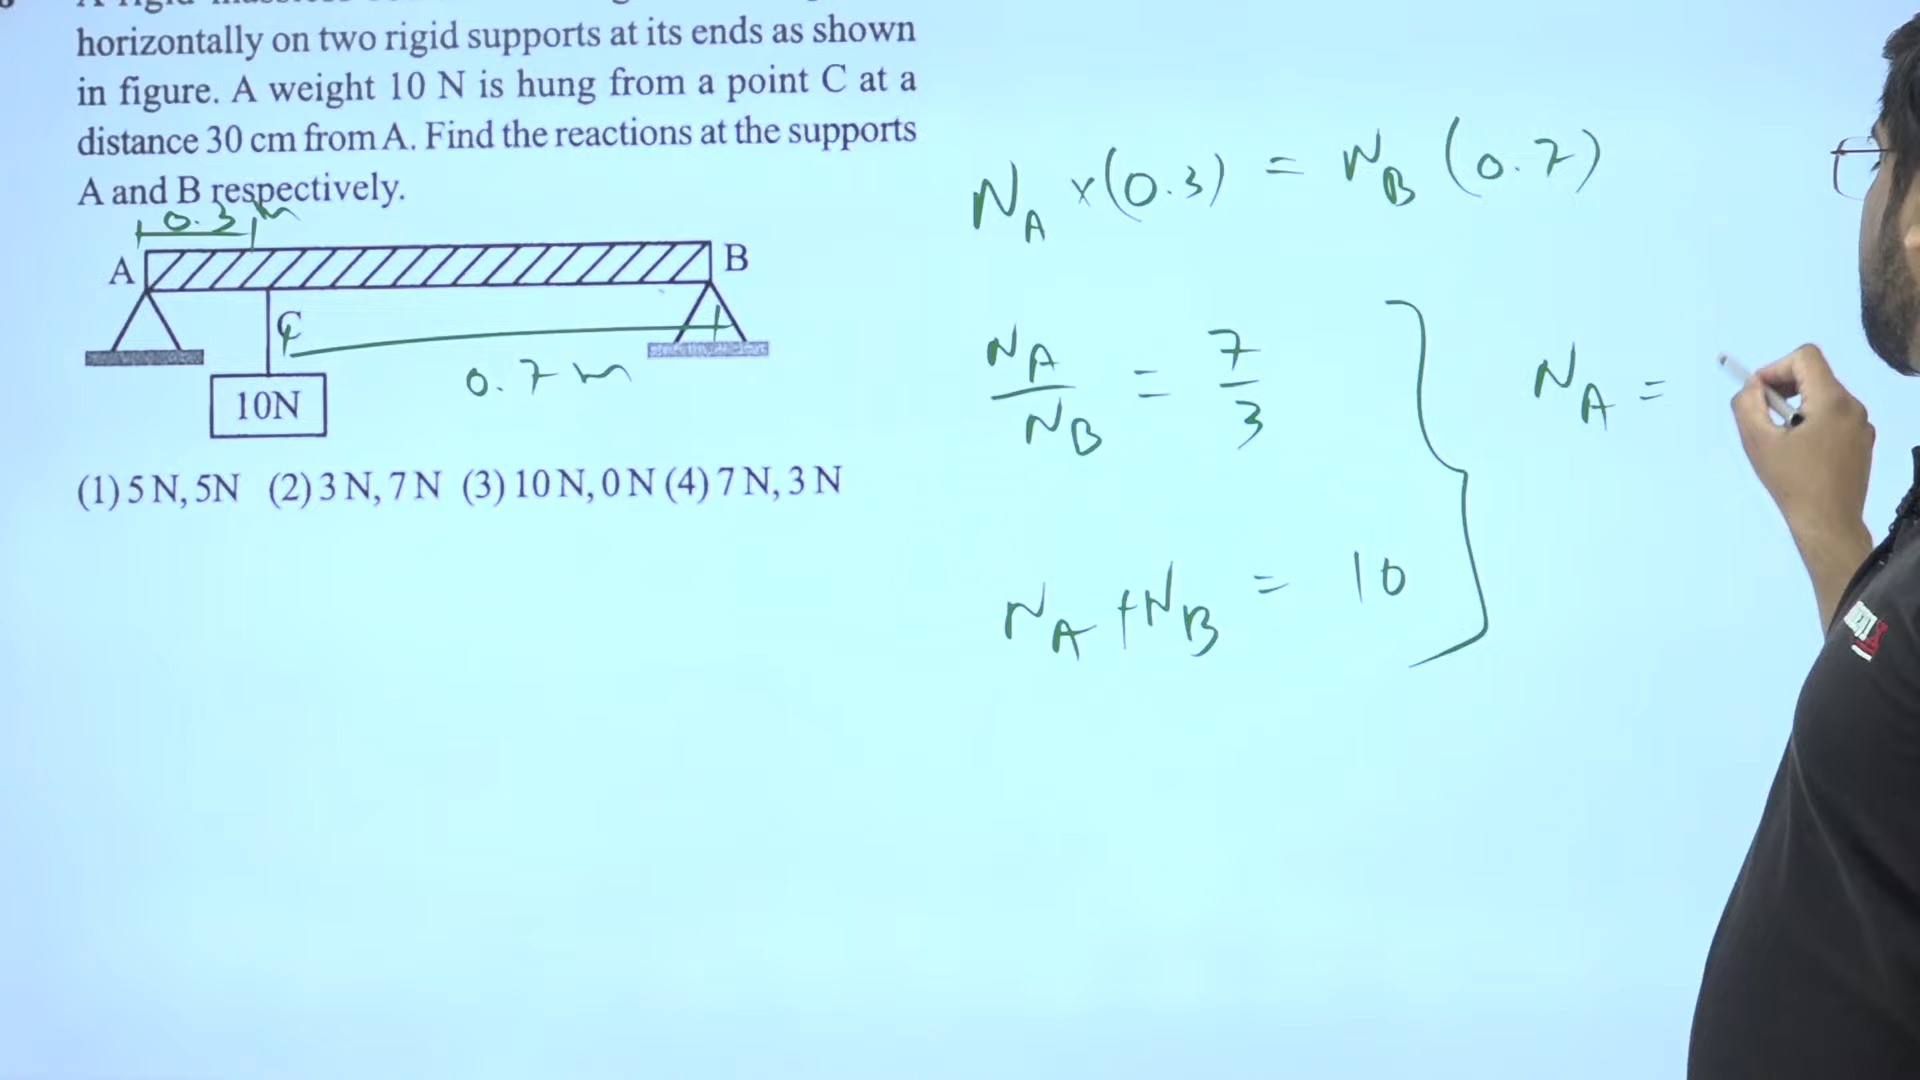 horizontally on two rigid supports at its ends as shown
in figure. A weight 10 N is hung from a point C at a
distance 30 cm from A. Find the reactions at the supports
A and B respectively.
0.3 m
A
B
C
0.7 m
10N
(1) 5 N, 5N (2) 3 N, 7 N (3) 10 N, 0 N (4) 7 N, 3 N
N_A ×(0.3) = N_B (0.7)
N_A / N_B = 7/3
N_A + N_B = 10
N_A =